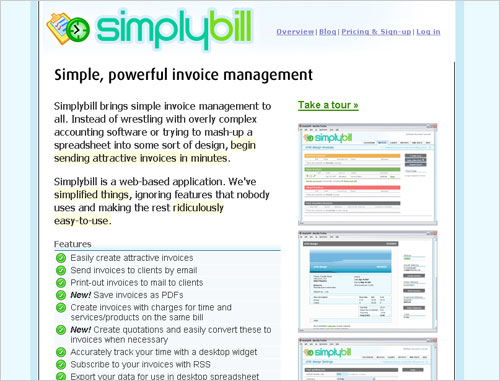 simplybill
Overview | Blog | Pricing & Sign-up | Log in
Simple, powerful invoice management
Simplybill brings simple invoice management to
all. Instead of wrestling with overly complex
accounting software or trying to mash-up a
spreadsheet into some sort of design, begin
sending attractive invoices in minutes.
Simplybill is a web-based application. We've
simplified things, ignoring features that nobody
uses and making the rest ridiculously
easy-to-use.
Features
Easily create attractive invoices
Send invoices to clients by email
Print-out invoices to mail to clients
New! Save invoices as PDFs
Create invoices with charges for time and
services/products on the same bill
New! Create quotations and easily convert these to
invoices when necessary
Accurately track your time with a desktop widget
Subscribe to your invoices with RSS
Export your data for use in desktop spreadsheet
Take a tour »
simplybill
simplybill